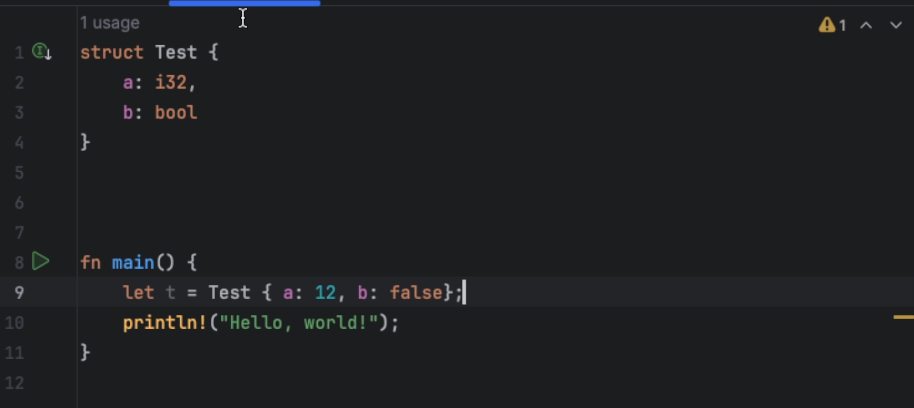 1 usage
1
1 struct Test {
2     a: i32,
3     b: bool
4 }
5
6
7
8 fn main() {
9     let t = Test { a: 12, b: false};
10     println!("Hello, world!");
11 }
12